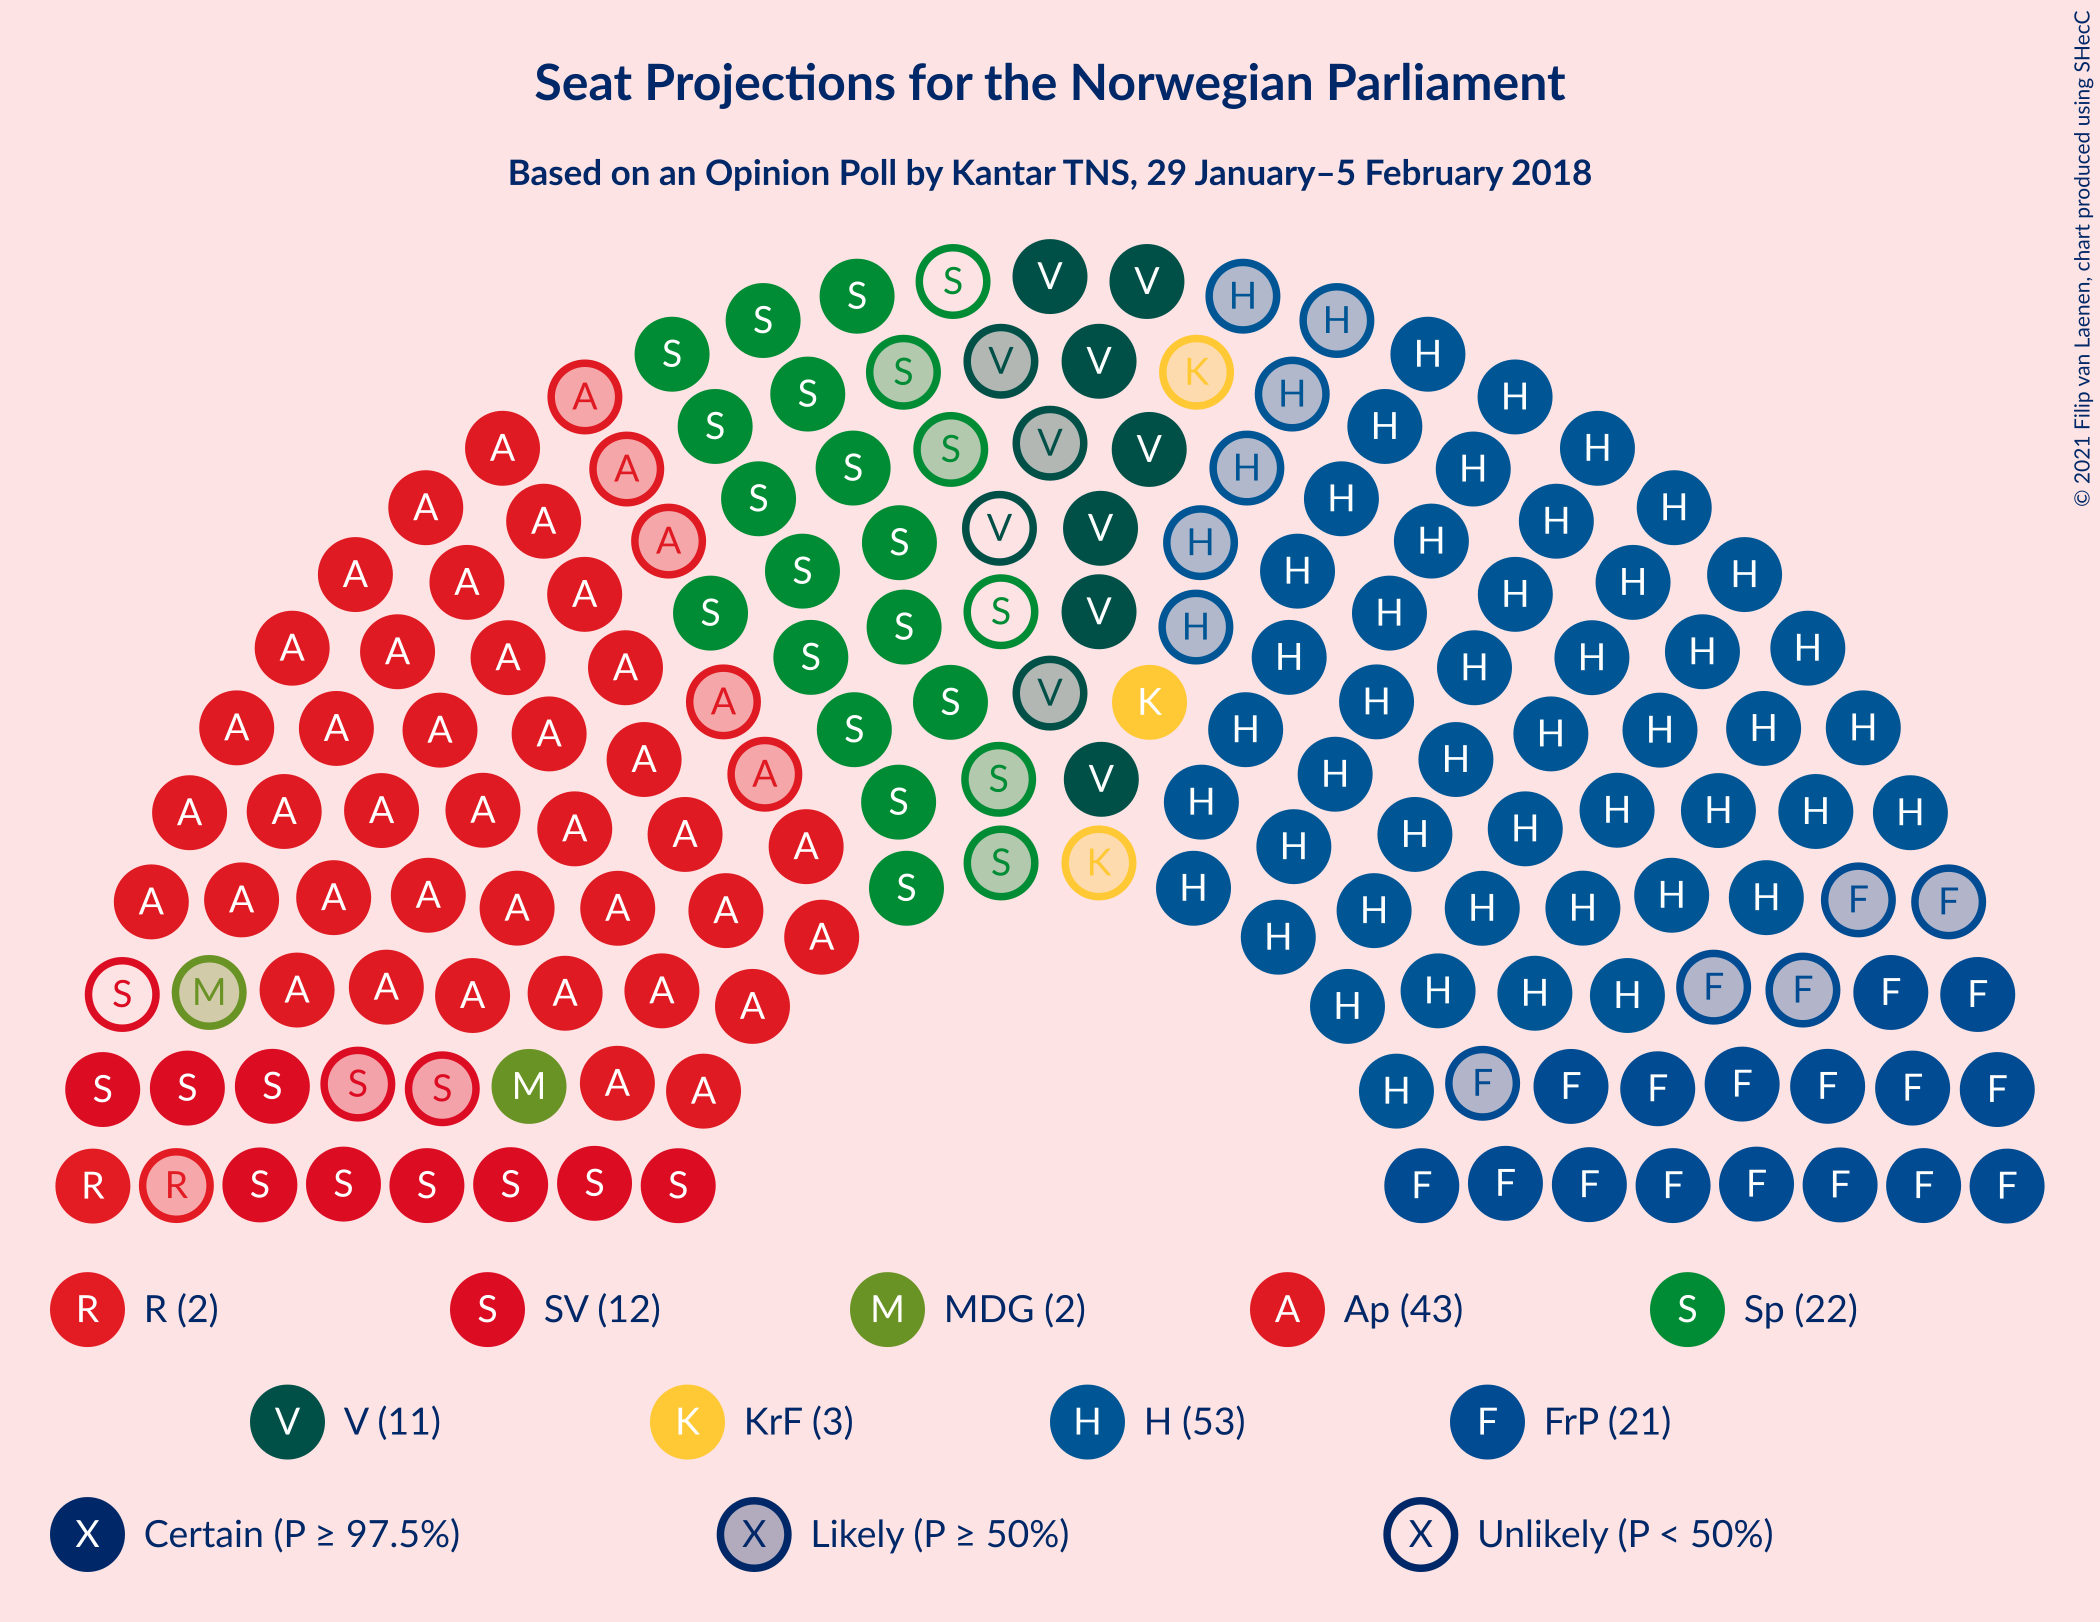 Seat Projections for the Norwegian Parliament
Based on an Opinion Poll by Kantar TNS, 29 January–5 February 2018
© 2021 Filip van Laenen, chart produced using SHecC
S S V V H
S H
S S V V K H
A S H H
A S S V V H H
A S H H
A S H H
A A S V V H H H
A A S H H H
A S S S V H H H
A A A A S H H H H H
A A A A A S S V K H H H H H H
A A S V H H
A A A A A A A S H H H H H H H H
A A A A A A A A S S K H H H H H H H F F
S M A A A A A A H H H H F F F F
S S S S S M A A H F F F F F F F
R R S S S S S S F F F F F F F F
R R (2) S SV (12) M MDG (2) A Ap (43) S Sp (22)
V V (11) K KrF (3) H H (53) F FrP (21)
X Certain (P ≥ 97.5%) X Likely (P ≥ 50%) X Unlikely (P < 50%)